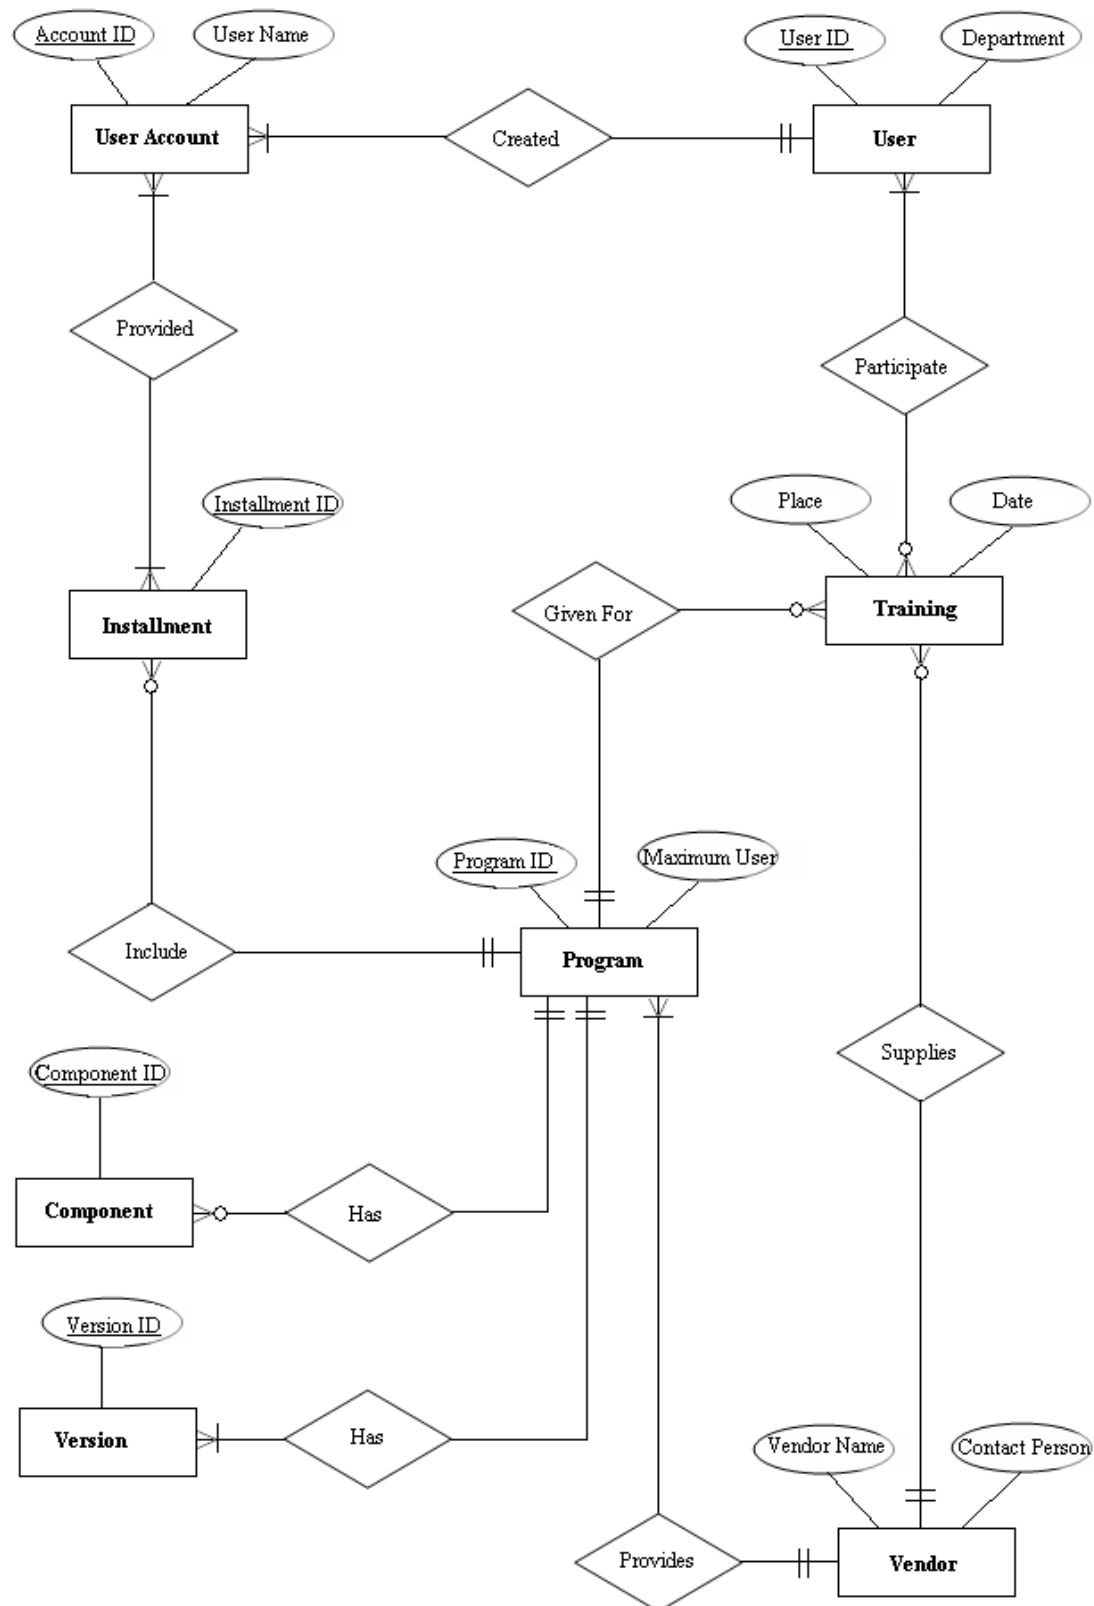 Account ID
User Name
User ID
Department
User Account
Created
User
Provided
Participate
Installment ID
Place
Date
Installment
Given For
Training
Program ID
Maximum User
Include
Program
Supplies
Component ID
Component
Has
Version ID
Version
Has
Vendor Name
Contact Person
Provides
Vendor